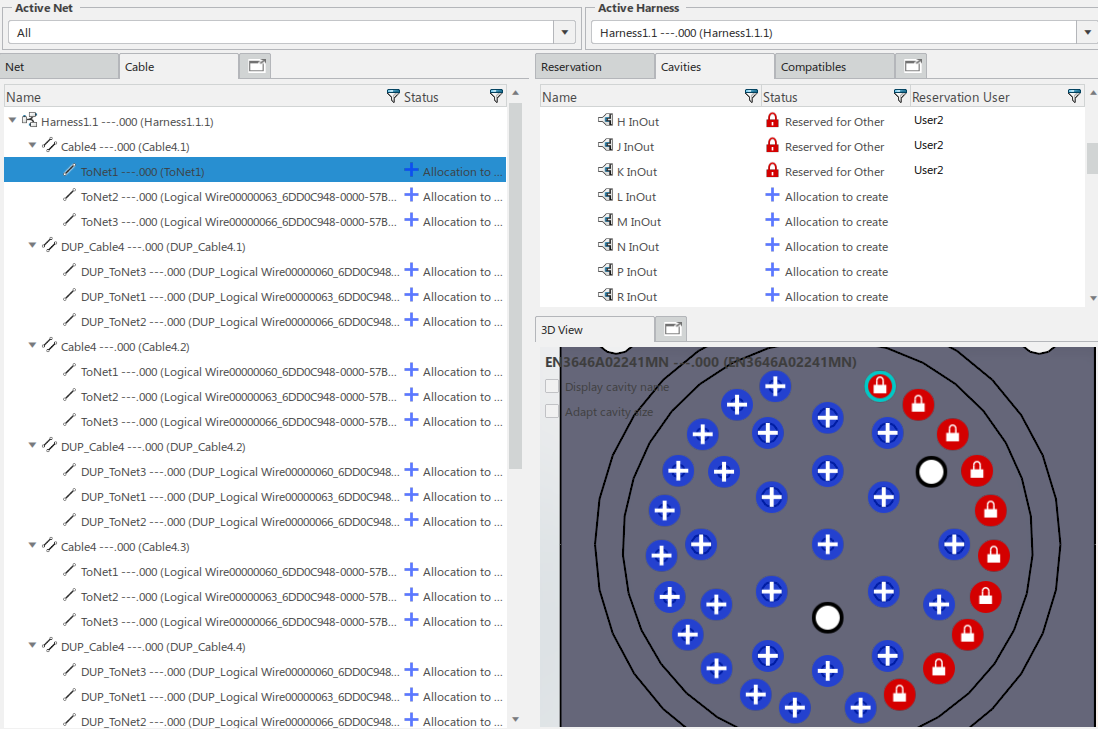 Active Net
All
Active Harness
Harness1.1 ---.000 (Harness1.1.1)
Net
Cable
Name
Status
Harness1.1 ---.000 (Harness1.1.1)
Cable4 ---.000 (Cable4.1)
ToNet1 ---.000 (ToNet1) Allocation to ...
ToNet2 ---.000 (Logical Wire00000063_6DD0C948-0000-57B... Allocation to ...
ToNet3 ---.000 (Logical Wire00000066_6DD0C948-0000-57B... Allocation to ...
DUP_Cable4 ---.000 (DUP_Cable4.1)
DUP_ToNet3 ---.000 (DUP_Logical Wire00000060_6DD0C948... Allocation to ...
DUP_ToNet1 ---.000 (DUP_Logical Wire00000063_6DD0C948... Allocation to ...
DUP_ToNet2 ---.000 (DUP_Logical Wire00000066_6DD0C948... Allocation to ...
Cable4 ---.000 (Cable4.2)
ToNet1 ---.000 (Logical Wire00000060_6DD0C948-0000-57B... Allocation to ...
ToNet2 ---.000 (Logical Wire00000063_6DD0C948-0000-57B... Allocation to ...
ToNet3 ---.000 (Logical Wire00000066_6DD0C948-0000-57B... Allocation to ...
DUP_Cable4 ---.000 (DUP_Cable4.2)
DUP_ToNet3 ---.000 (DUP_Logical Wire00000060_6DD0C948... Allocation to ...
DUP_ToNet1 ---.000 (DUP_Logical Wire00000063_6DD0C948... Allocation to ...
DUP_ToNet2 ---.000 (DUP_Logical Wire00000066_6DD0C948... Allocation to ...
Cable4 ---.000 (Cable4.3)
ToNet1 ---.000 (Logical Wire00000060_6DD0C948-0000-57B... Allocation to ...
ToNet2 ---.000 (Logical Wire00000063_6DD0C948-0000-57B... Allocation to ...
ToNet3 ---.000 (Logical Wire00000066_6DD0C948-0000-57B... Allocation to ...
DUP_Cable4 ---.000 (DUP_Cable4.4)
DUP_ToNet3 ---.000 (DUP_Logical Wire00000060_6DD0C948... Allocation to ...
DUP_ToNet1 ---.000 (DUP_Logical Wire00000063_6DD0C948... Allocation to ...
DUP_ToNet2 ---.000 (DUP_Logical Wire00000066_6DD0C948... Allocation to ...
Reservation
Cavities
Compatibles
Name
Status
Reservation User
H InOut Reserved for Other User2
J InOut Reserved for Other User2
K InOut Reserved for Other User2
L InOut Allocation to create
M InOut Allocation to create
N InOut Allocation to create
P InOut Allocation to create
R InOut Allocation to create
3D View
EN3646A02241MN ---.000 (EN3646A02241MN)
Display cavity name
Adapt cavity size